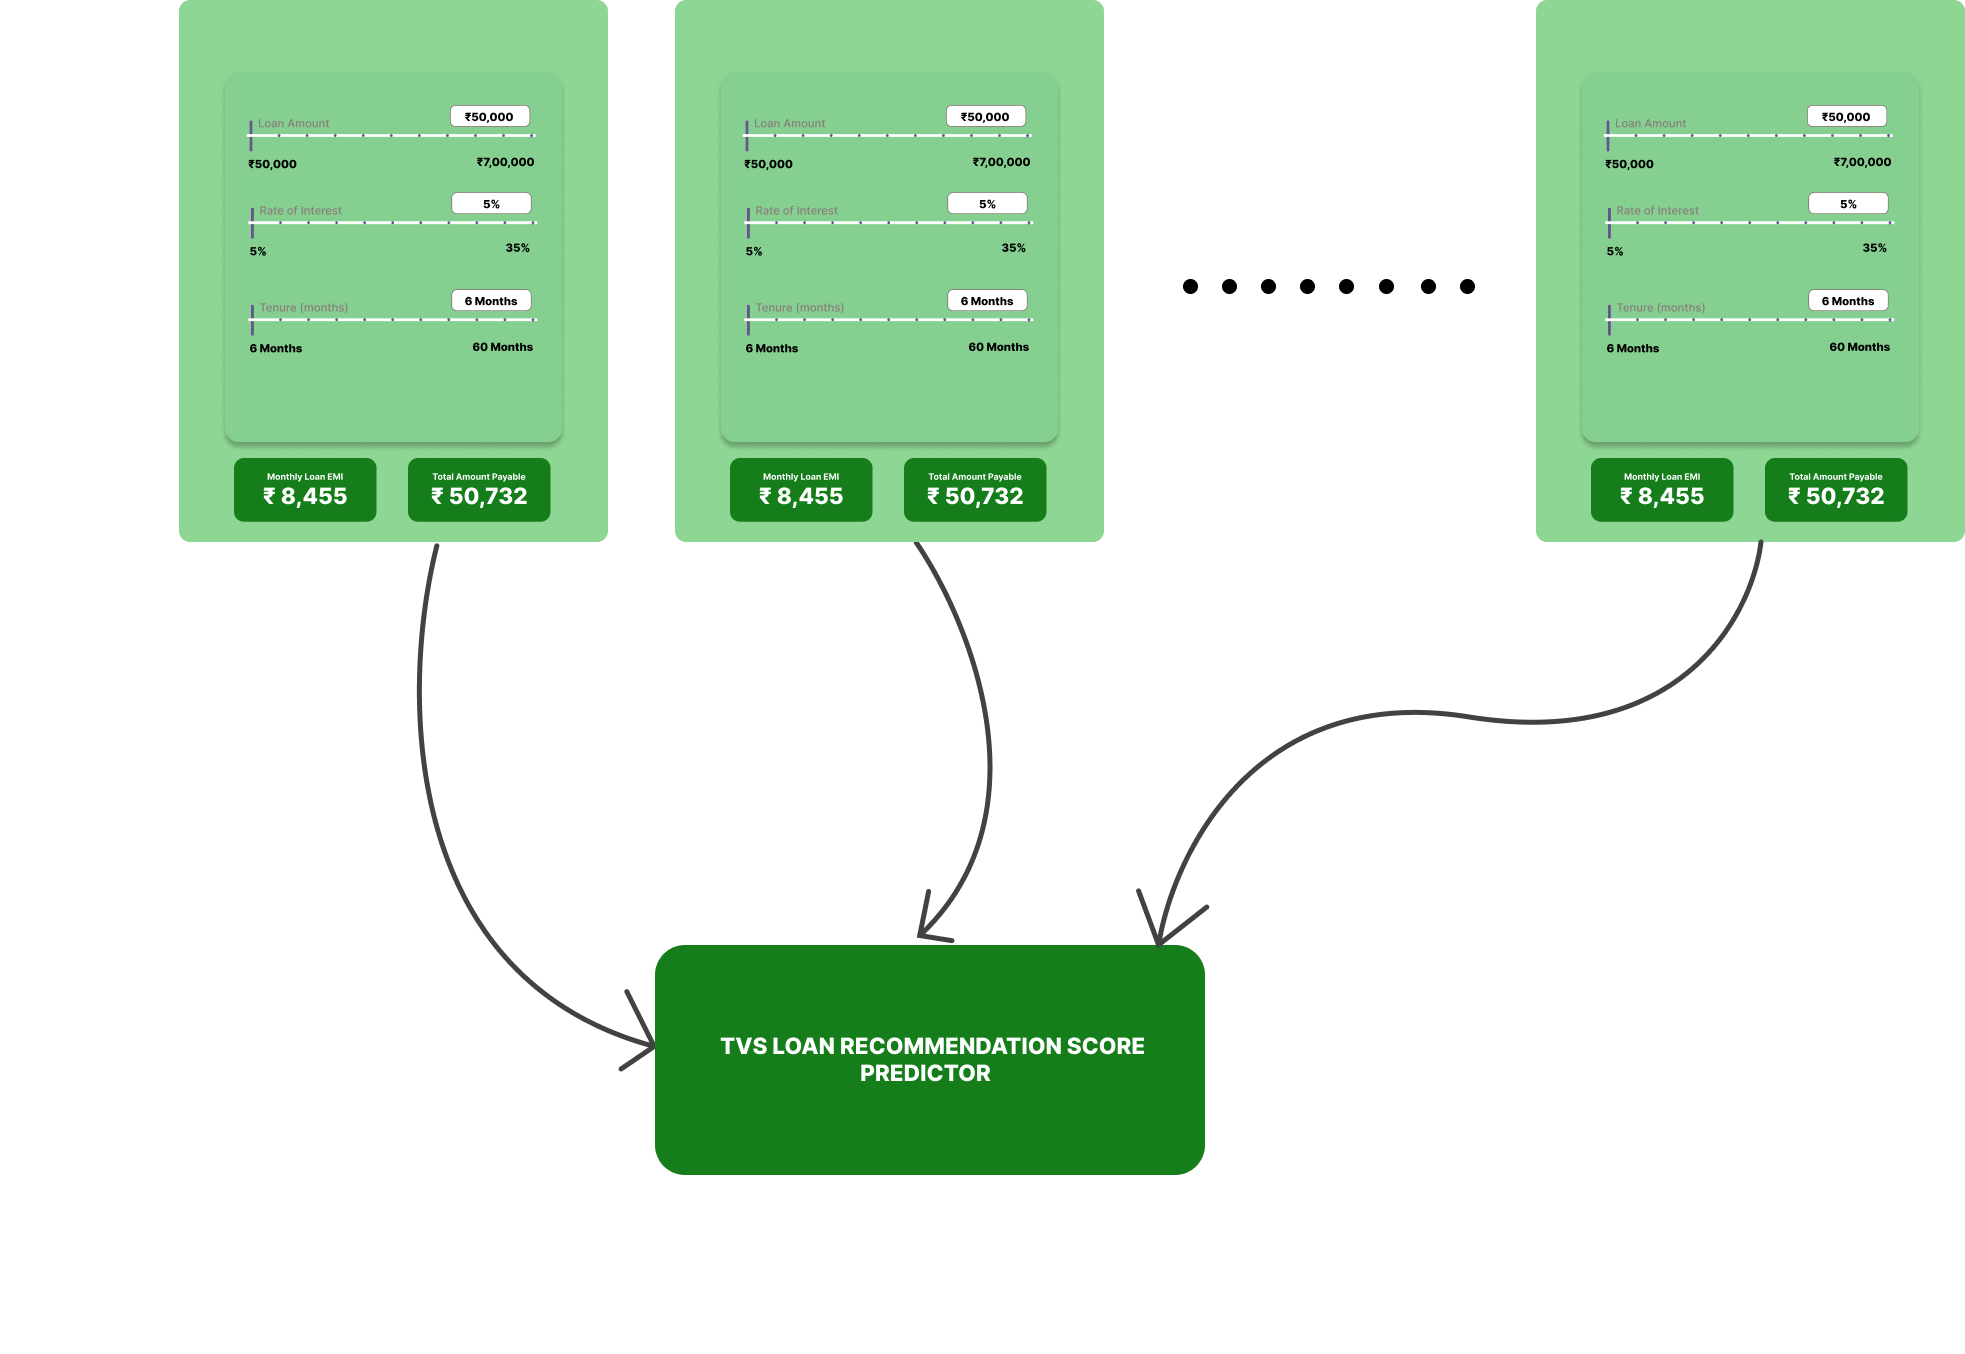 Loan Amount
₹50,000
₹50,000
₹7,00,000
Rate of Interest
5%
5%
35%
Tenure (months)
6 Months
6 Months
60 Months
Monthly Loan EMI
₹ 8,455
Total Amount Payable
₹ 50,732
Loan Amount
₹50,000
₹50,000
₹7,00,000
Rate of Interest
5%
5%
35%
Tenure (months)
6 Months
6 Months
60 Months
Monthly Loan EMI
₹ 8,455
Total Amount Payable
₹ 50,732
Loan Amount
₹50,000
₹50,000
₹7,00,000
Rate of Interest
5%
5%
35%
Tenure (months)
6 Months
6 Months
60 Months
Monthly Loan EMI
₹ 8,455
Total Amount Payable
₹ 50,732
TVS LOAN RECOMMENDATION SCORE
PREDICTOR